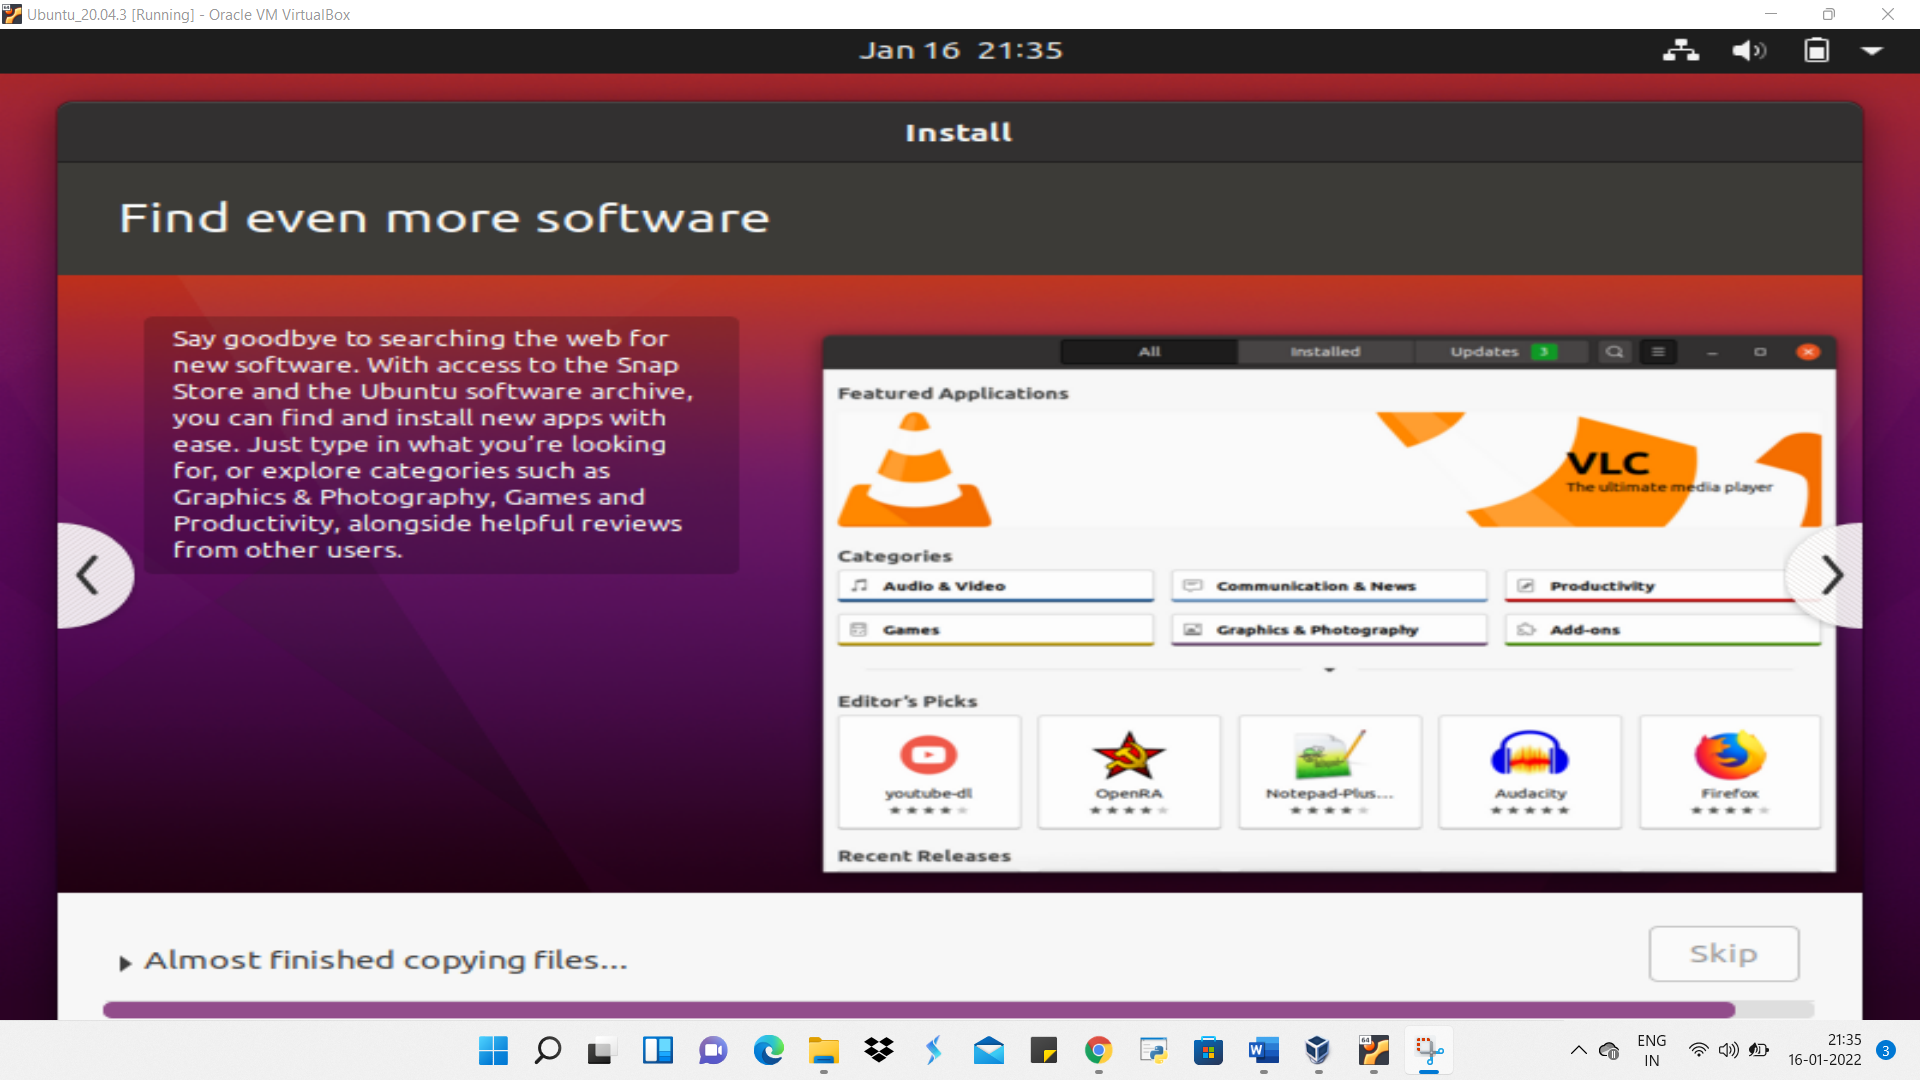 Ubuntu_20.04.3 [Running] - Oracle VM VirtualBox
Jan 16 21:35
Install
Find even more software
Say goodbye to searching the web for
new software. With access to the Snap
Store and the Ubuntu software archive,
you can find and install new apps with
ease. Just type in what you’re looking
for, or explore categories such as
Graphics & Photography, Games and
Productivity, alongside helpful reviews
from other users.
All Installed Updates 3
Featured Applications
VLC
The ultimate media player
Categories
Audio & Video Communication & News Productivity
Games Graphics & Photography Add-ons
Editor’s Picks
youtube-dl OpenRA Notepad-Plus... Audacity Firefox
Recent Releases
Almost finished copying files...
Skip
ENG
IN
21:35
16-01-2022
3
64